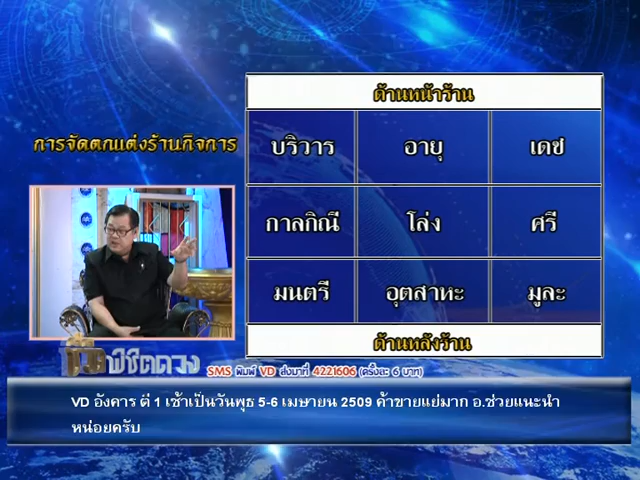 ด้านหน้าร้าน
การจัดตกแต่งร้านกิจการ
บริวาร อายุ เดช
กาลกิณี โล่ง ศรี
มนตรี อุตสาหะ มูละ
ด้านหลังร้าน
พิชิตดวง
SMS พิมพ์ VD ส่งมาที่ 4221606 (ครั้งละ 6 บาท)
VD อังคาร ตี 1 เช้าเป็นวันพุธ 5-6 เมษายน 2509 ค้าขายแย่มาก อ.ช่วยแนะนำ
หน่อยครับ